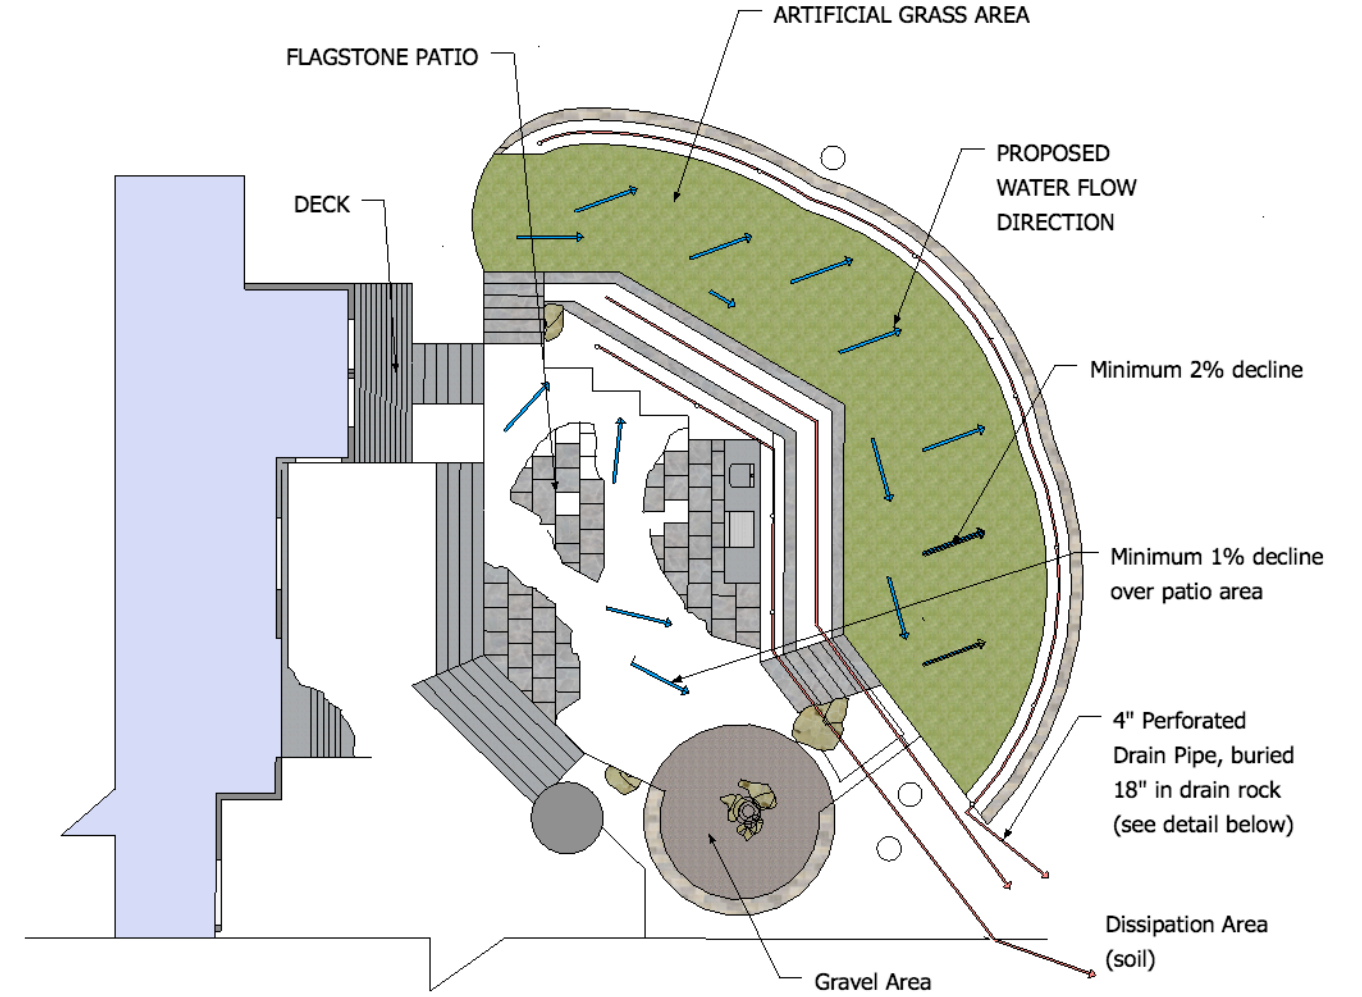 ARTIFICIAL GRASS AREA
FLAGSTONE PATIO
PROPOSED
WATER FLOW
DIRECTION
DECK
Minimum 2% decline
Minimum 1% decline
over patio area
4" Perforated
Drain Pipe, buried
18" in drain rock
(see detail below)
Dissipation Area
(soil)
Gravel Area